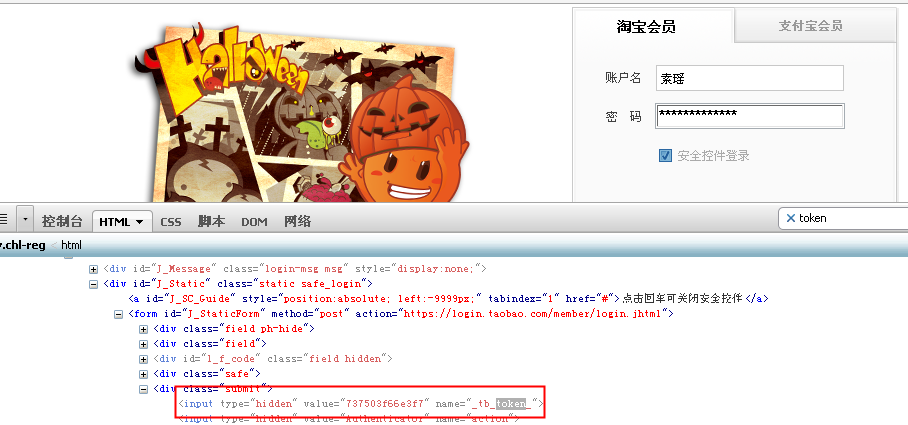 Halloween
淘宝会员 支付宝会员
账户名 素瑶
密 码 *************
安全控件登录
控制台 HTML CSS 脚本 DOM 网络 token
v.chl-reg < html
<div id="J_Message" class="login-msg msg" style="display:none;">
<div id="J_Static" class="static safe_login">
<a id="J_SC_Guide" style="position:absolute; left:-9999px;" tabindex="1" href="#">点击回车可关闭安全控件</a>
<form id="J_StaticForm" method="post" action="https://login.taobao.com/member/login.jhtml">
<div class="field ph-hide">
<div class="field">
<div id="l_f_code" class="field hidden">
<div class="safe">
<div class="submit">
<input type="hidden" value="737503f66e3f7" name="_tb_token_">
<input type="hidden" value="Authenticator" name="action">